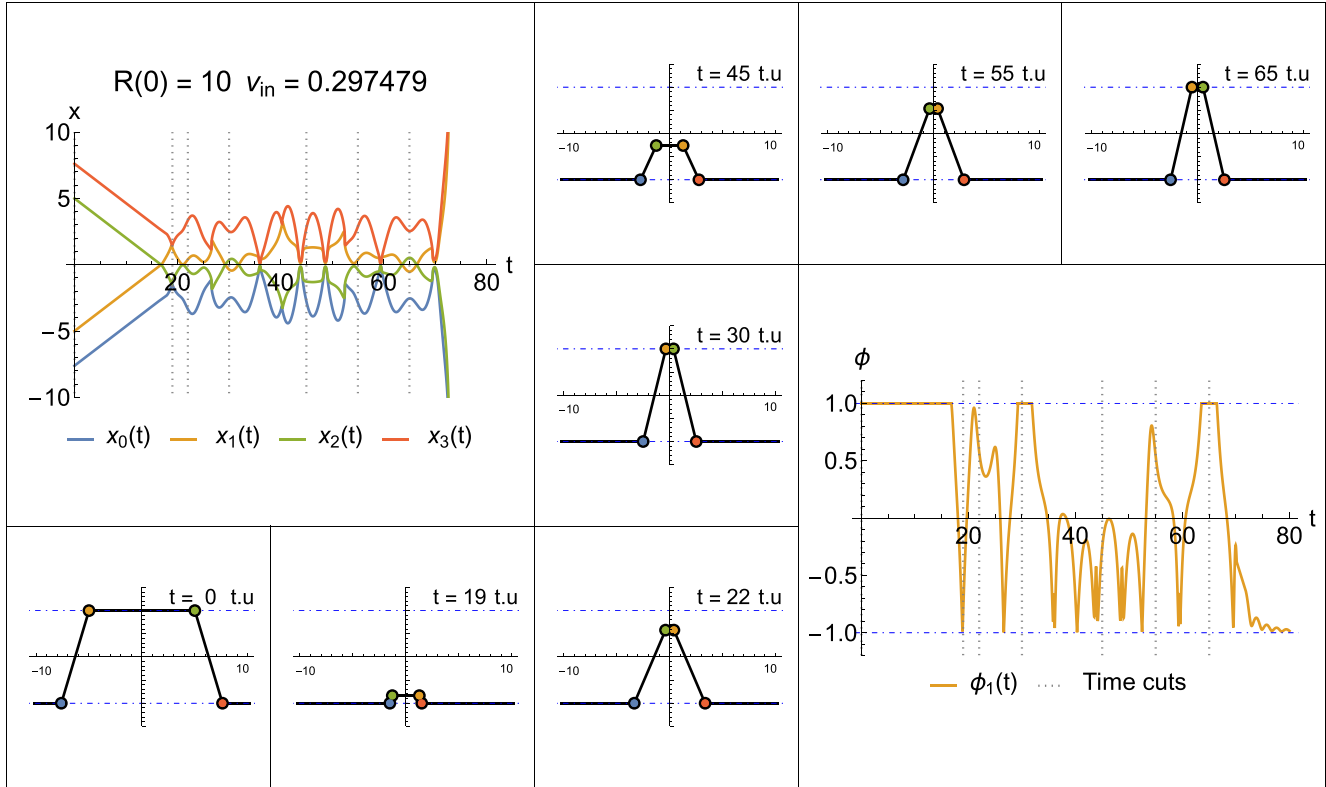 R(0) = 10 v_in = 0.297479
x
10
5
−5
−10
20
40
60
80
t
x_0(t) x_1(t) x_2(t) x_3(t)
t = 45 t.u
−10
10
t = 55 t.u
−10
10
t = 65 t.u
−10
10
t = 30 t.u
−10
10
t = 0 t.u
−10
10
t = 19 t.u
−10
10
t = 22 t.u
−10
10
ϕ
1.0
0.5
−0.5
−1.0
20
40
60
80
t
ϕ_1(t) Time cuts